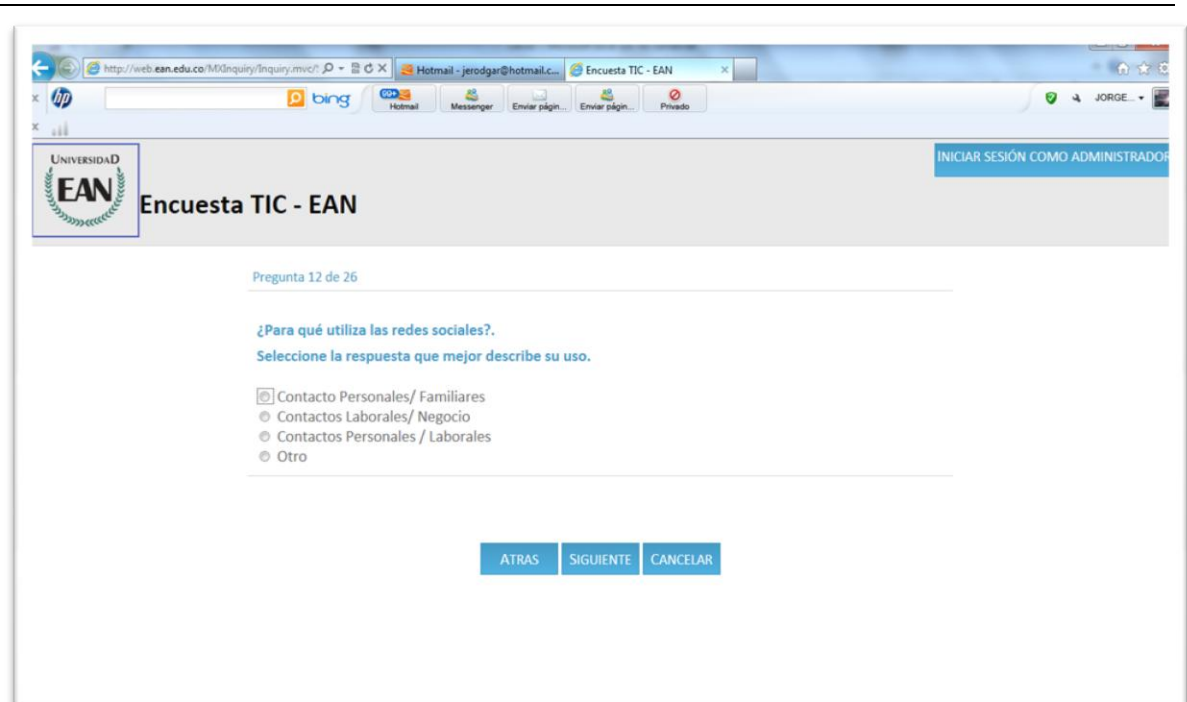 http://web.ean.edu.co/MXInquiry/Inquiry.mvc/
Hotmail - jerodgar@hotmail.c...
Encuesta TIC - EAN
hp
bing
99+
Hotmail
Messenger
Enviar págin...
Enviar págin...
Privado
JORGE...
UNIVERSIDAD
EAN
INICIAR SESIÓN COMO ADMINISTRADOR
Encuesta TIC - EAN
Pregunta 12 de 26
¿Para qué utiliza las redes sociales?.
Seleccione la respuesta que mejor describe su uso.
Contacto Personales/ Familiares
Contactos Laborales/ Negocio
Contactos Personales / Laborales
Otro
ATRAS
SIGUIENTE
CANCELAR